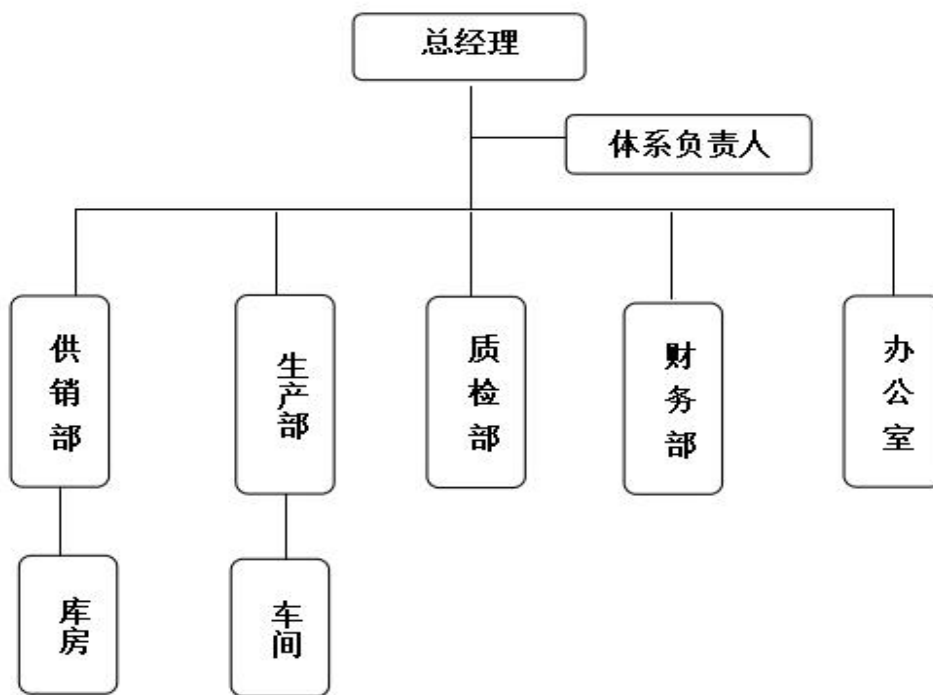 总经理
体系负责人
供销部
生产部
质检部
财务部
办公室
库房
车间